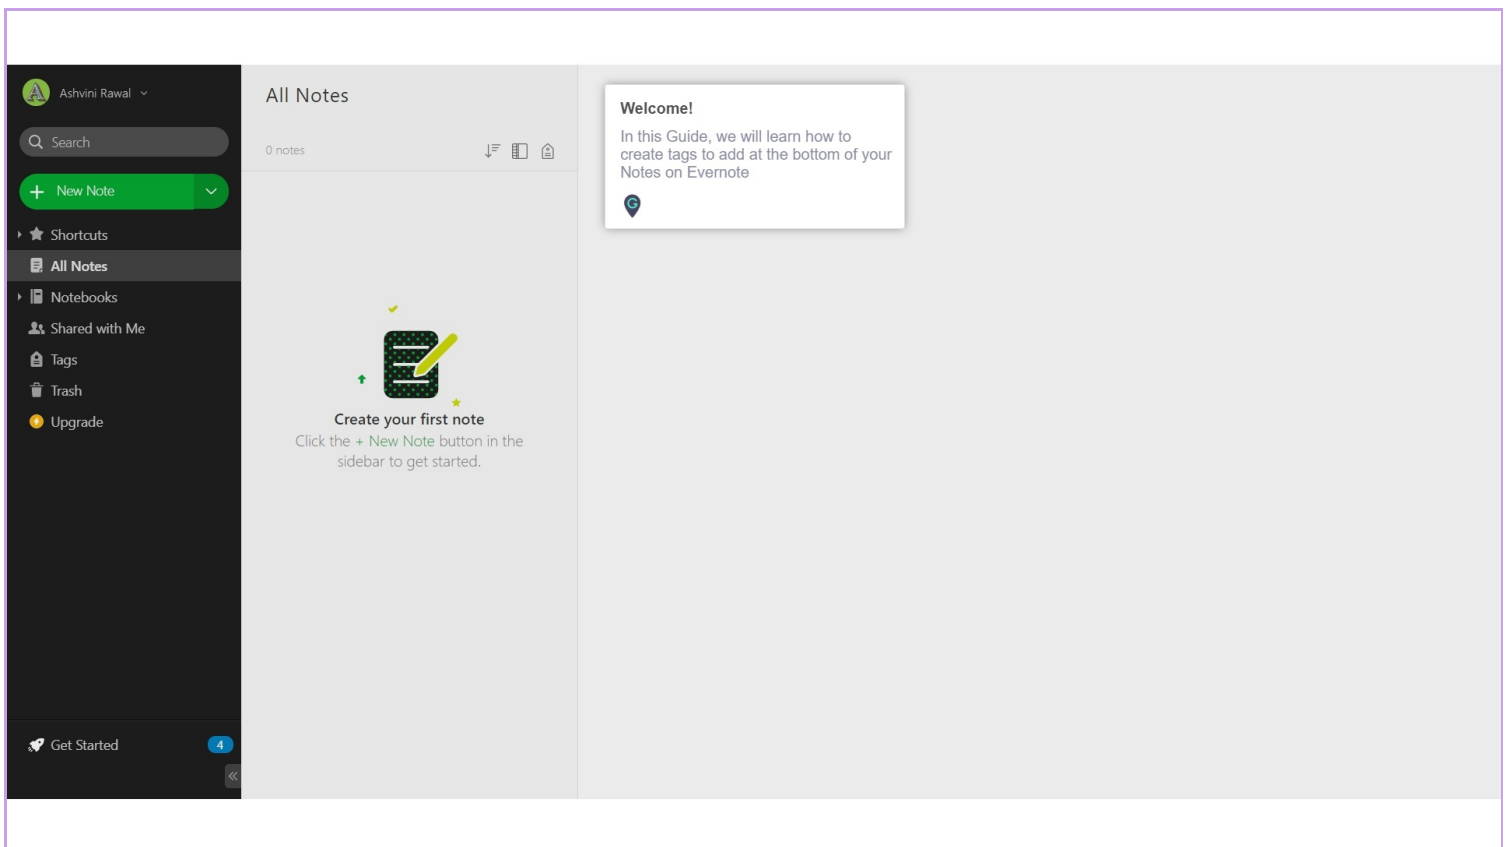 Ashvini Rawal
Search
New Note
Shortcuts
All Notes
Notebooks
Shared with Me
Tags
Trash
Upgrade
Get Started
4
All Notes
0 notes
Create your first note
Click the + New Note button in the
sidebar to get started.
Welcome!
In this Guide, we will learn how to
create tags to add at the bottom of your
Notes on Evernote
G